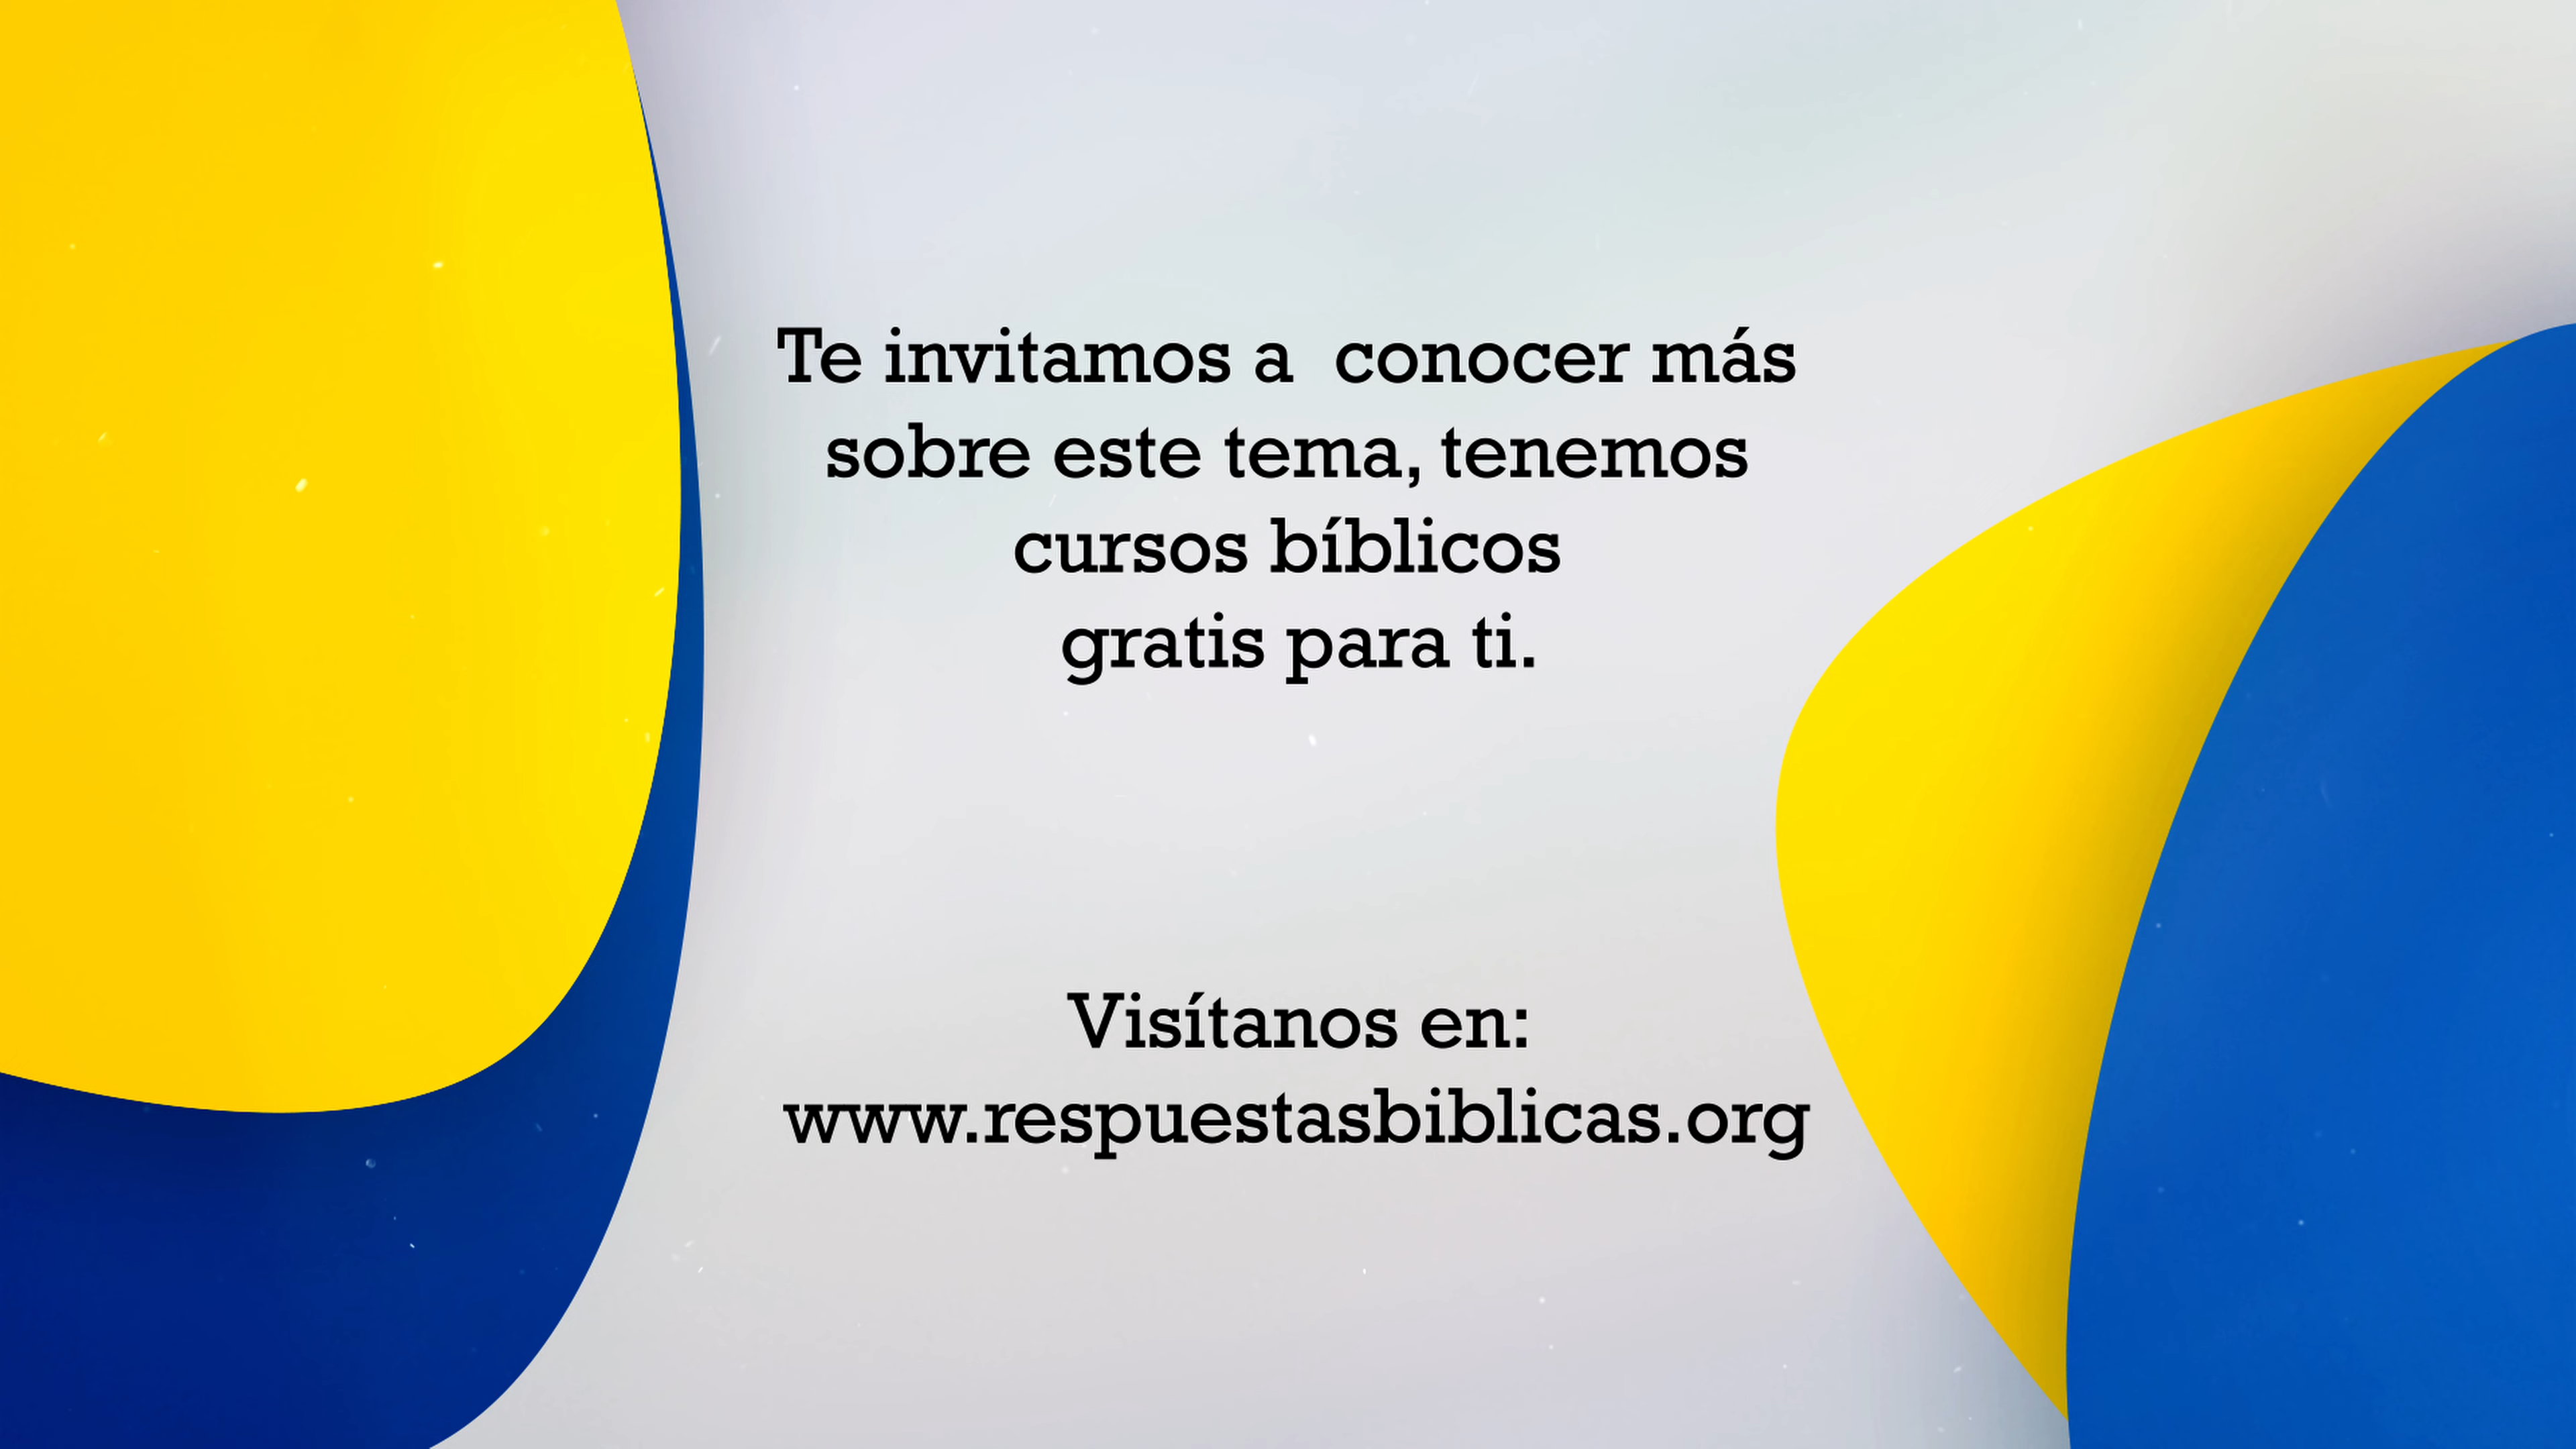 Te invitamos a  conocer más
sobre este tema, tenemos
cursos bíblicos
gratis para ti.
Visítanos en:
www.respuestasbiblicas.org